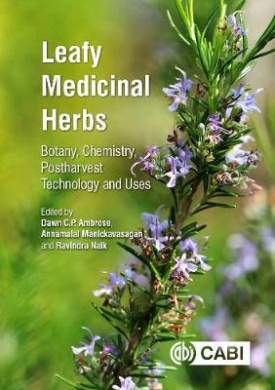 Leafy
Medicinal
Herbs
Botany, Chemistry,
Postharvest
Technology and Uses
Edited by
Dawn C.P. Ambrose,
Annamalai Manickavasagan
and Ravindra Naik
CABI